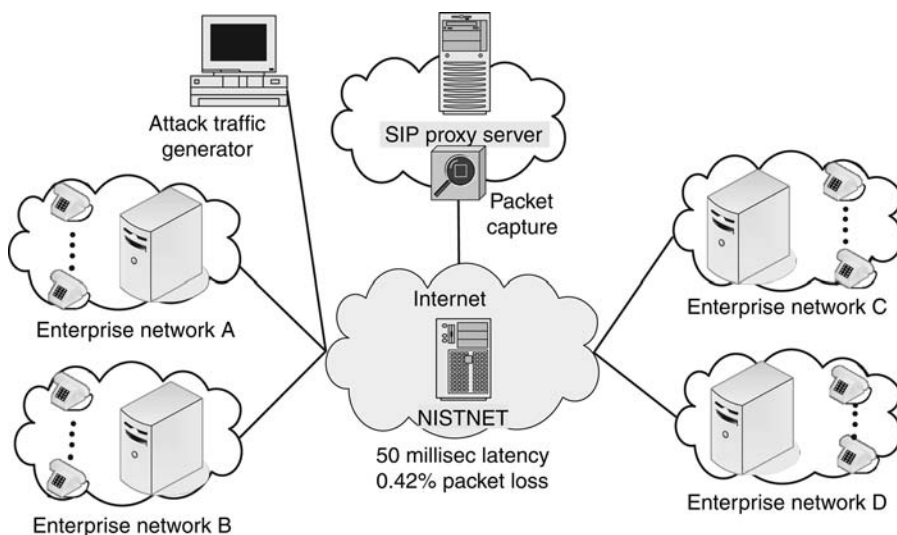 Attack traffic
generator
SIP proxy server
Packet
capture
Enterprise network A
Internet
NISTNET
50 millisec latency
0.42% packet loss
Enterprise network C
Enterprise network B
Enterprise network D